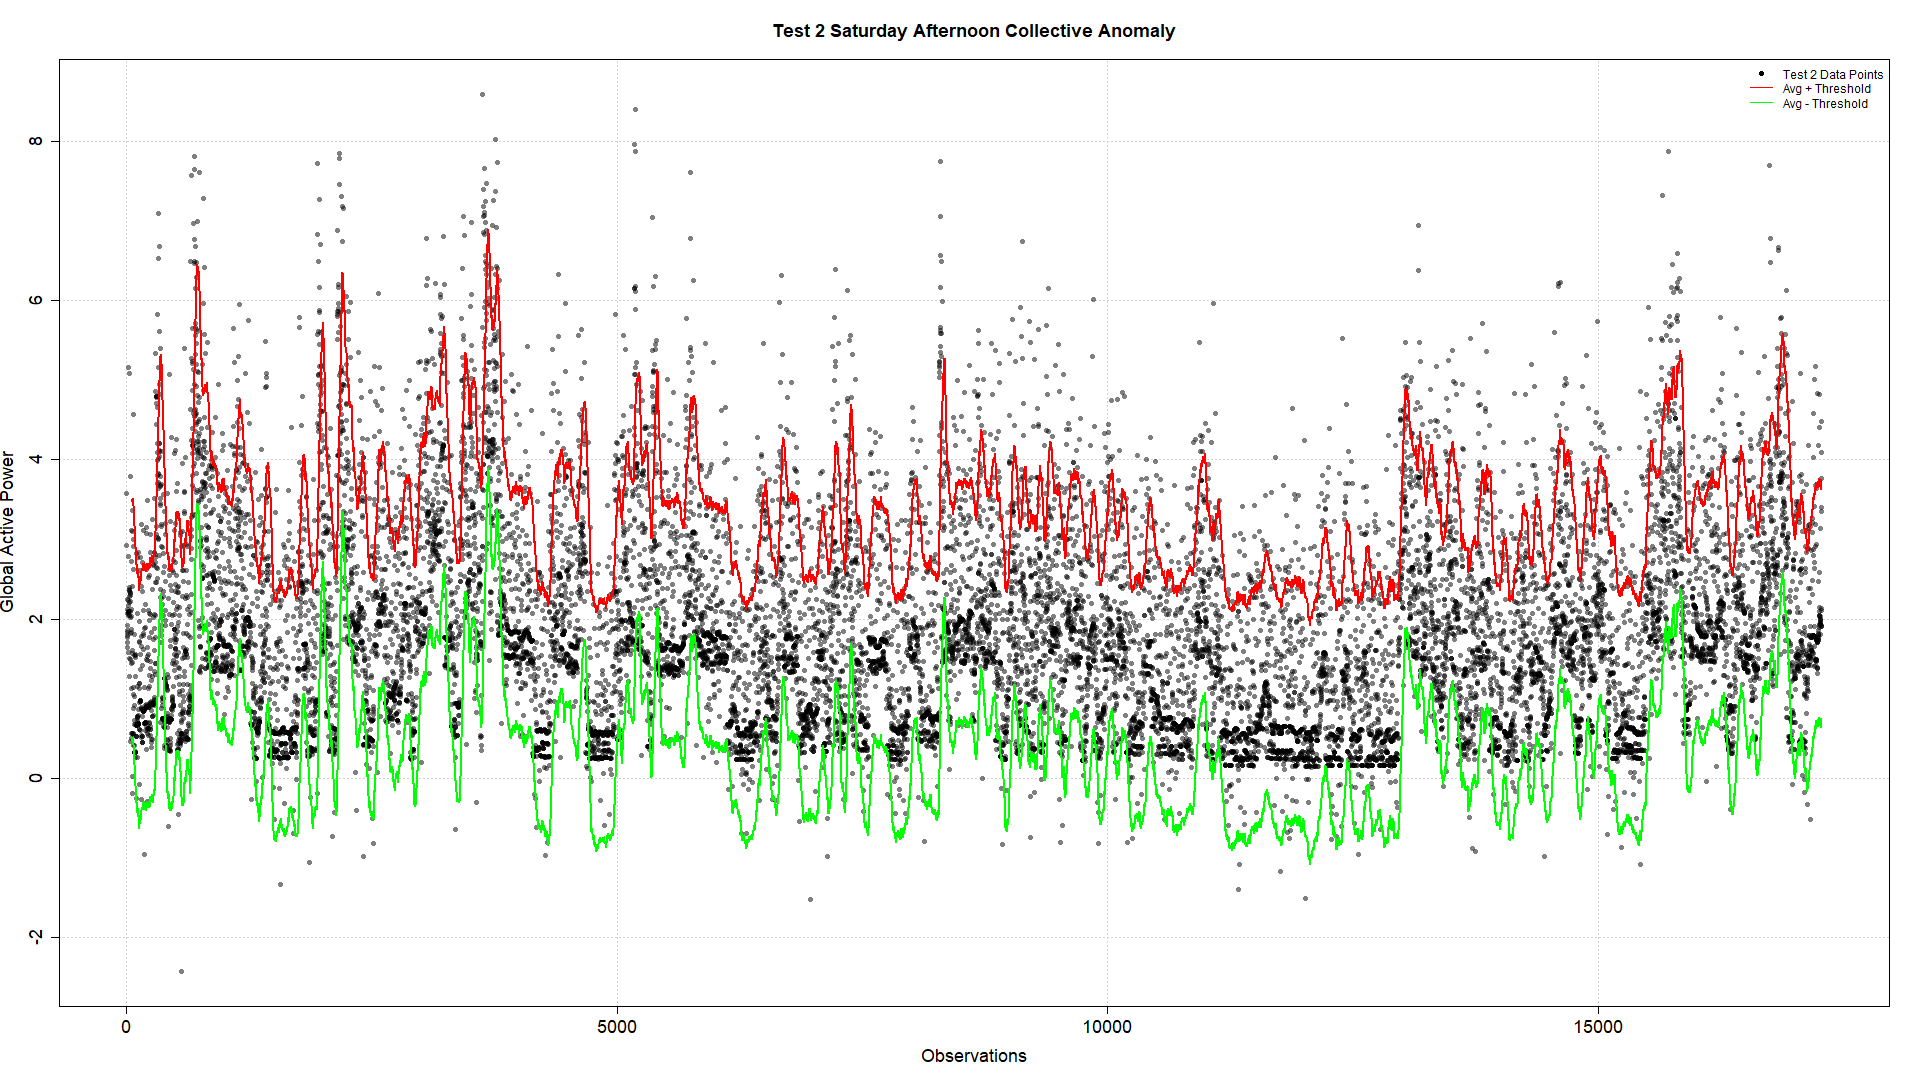 Test 2 Saturday Afternoon Collective Anomaly
Test 2 Data Points
Avg + Threshold
Avg - Threshold
Global Active Power
8
6
4
2
0
-2
0 5000 10000 15000
Observations